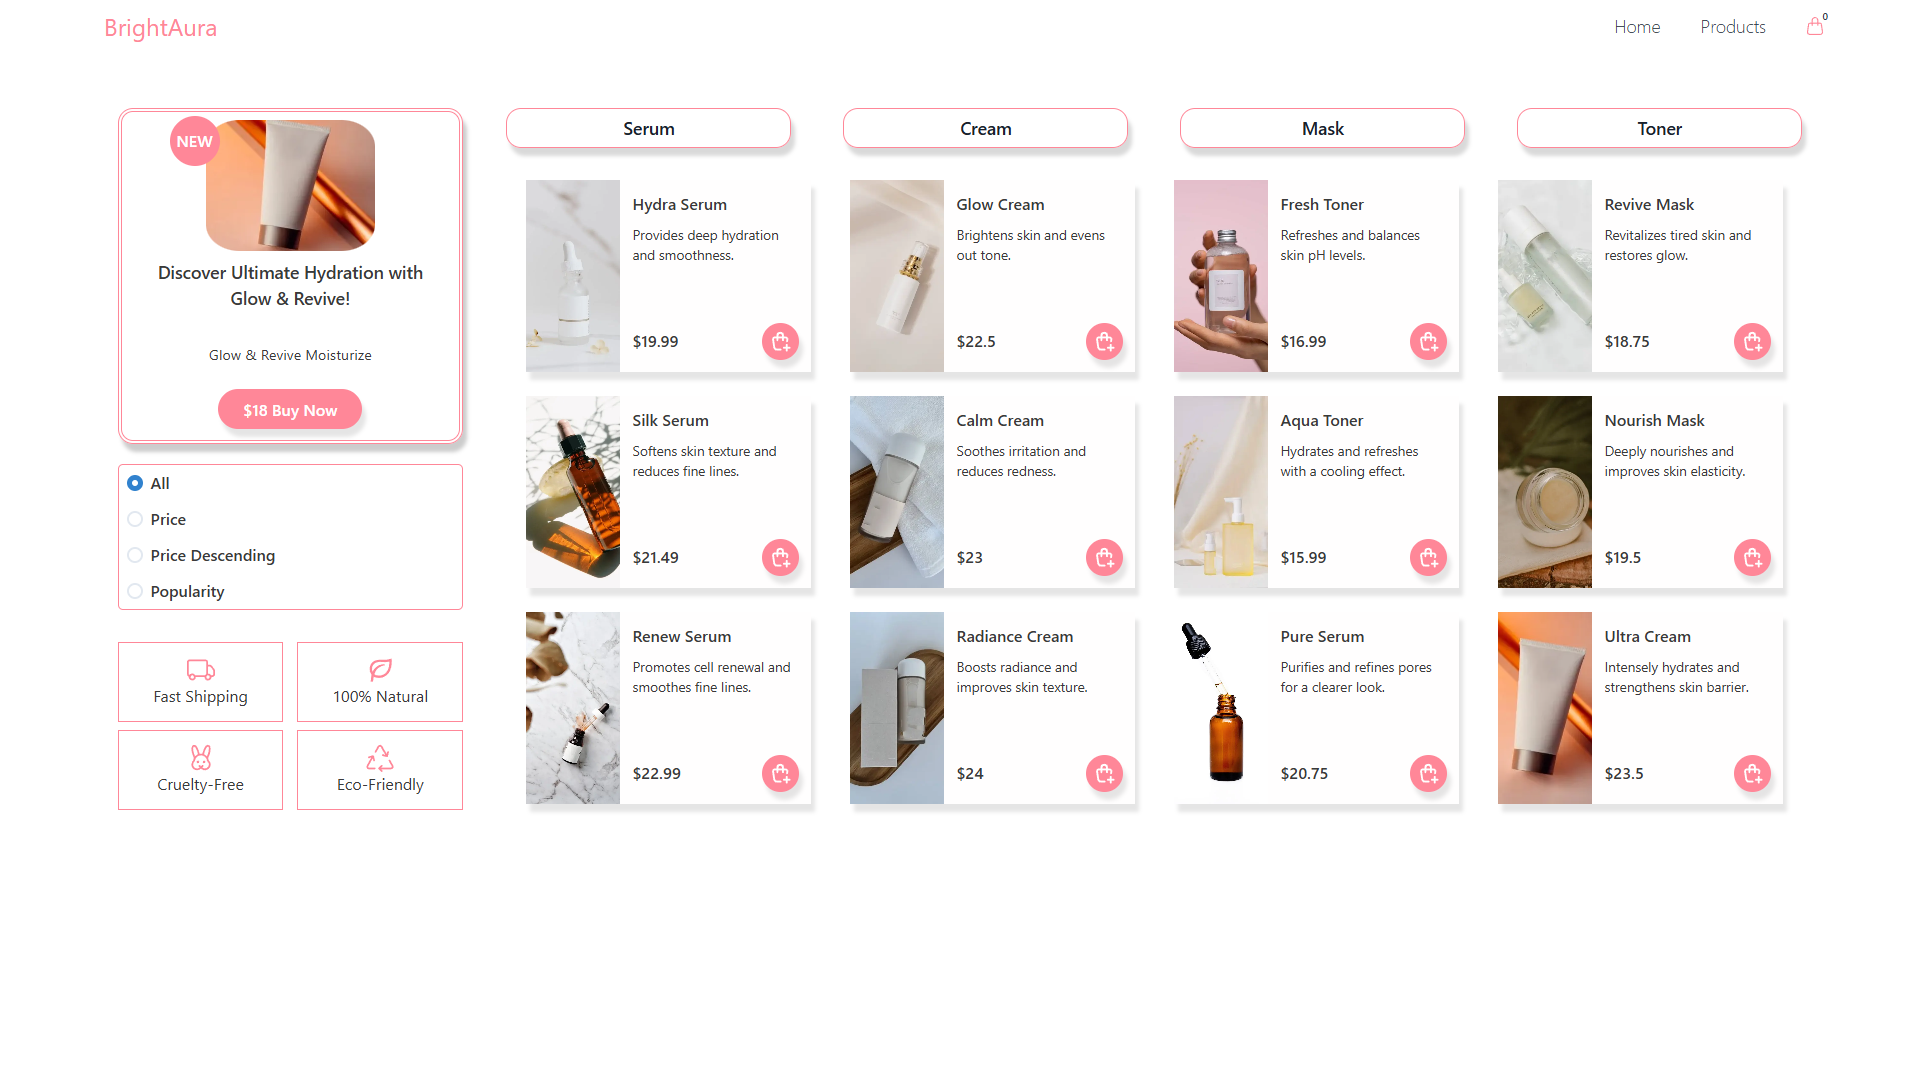 BrightAura
Home
Products
0
NEW
Discover Ultimate Hydration with
Glow & Revive!
Glow & Revive Moisturize
$18 Buy Now
All
Price
Price Descending
Popularity
Fast Shipping
100% Natural
Cruelty-Free
Eco-Friendly
Serum
Cream
Mask
Toner
Hydra Serum
Provides deep hydration
and smoothness.
$19.99
Glow Cream
Brightens skin and evens
out tone.
$22.5
Fresh Toner
Refreshes and balances
skin pH levels.
$16.99
Revive Mask
Revitalizes tired skin and
restores glow.
$18.75
Silk Serum
Softens skin texture and
reduces fine lines.
$21.49
Calm Cream
Soothes irritation and
reduces redness.
$23
Aqua Toner
Hydrates and refreshes
with a cooling effect.
$15.99
Nourish Mask
Deeply nourishes and
improves skin elasticity.
$19.5
Renew Serum
Promotes cell renewal and
smoothes fine lines.
$22.99
Radiance Cream
Boosts radiance and
improves skin texture.
$24
Pure Serum
Purifies and refines pores
for a clearer look.
$20.75
Ultra Cream
Intensely hydrates and
strengthens skin barrier.
$23.5